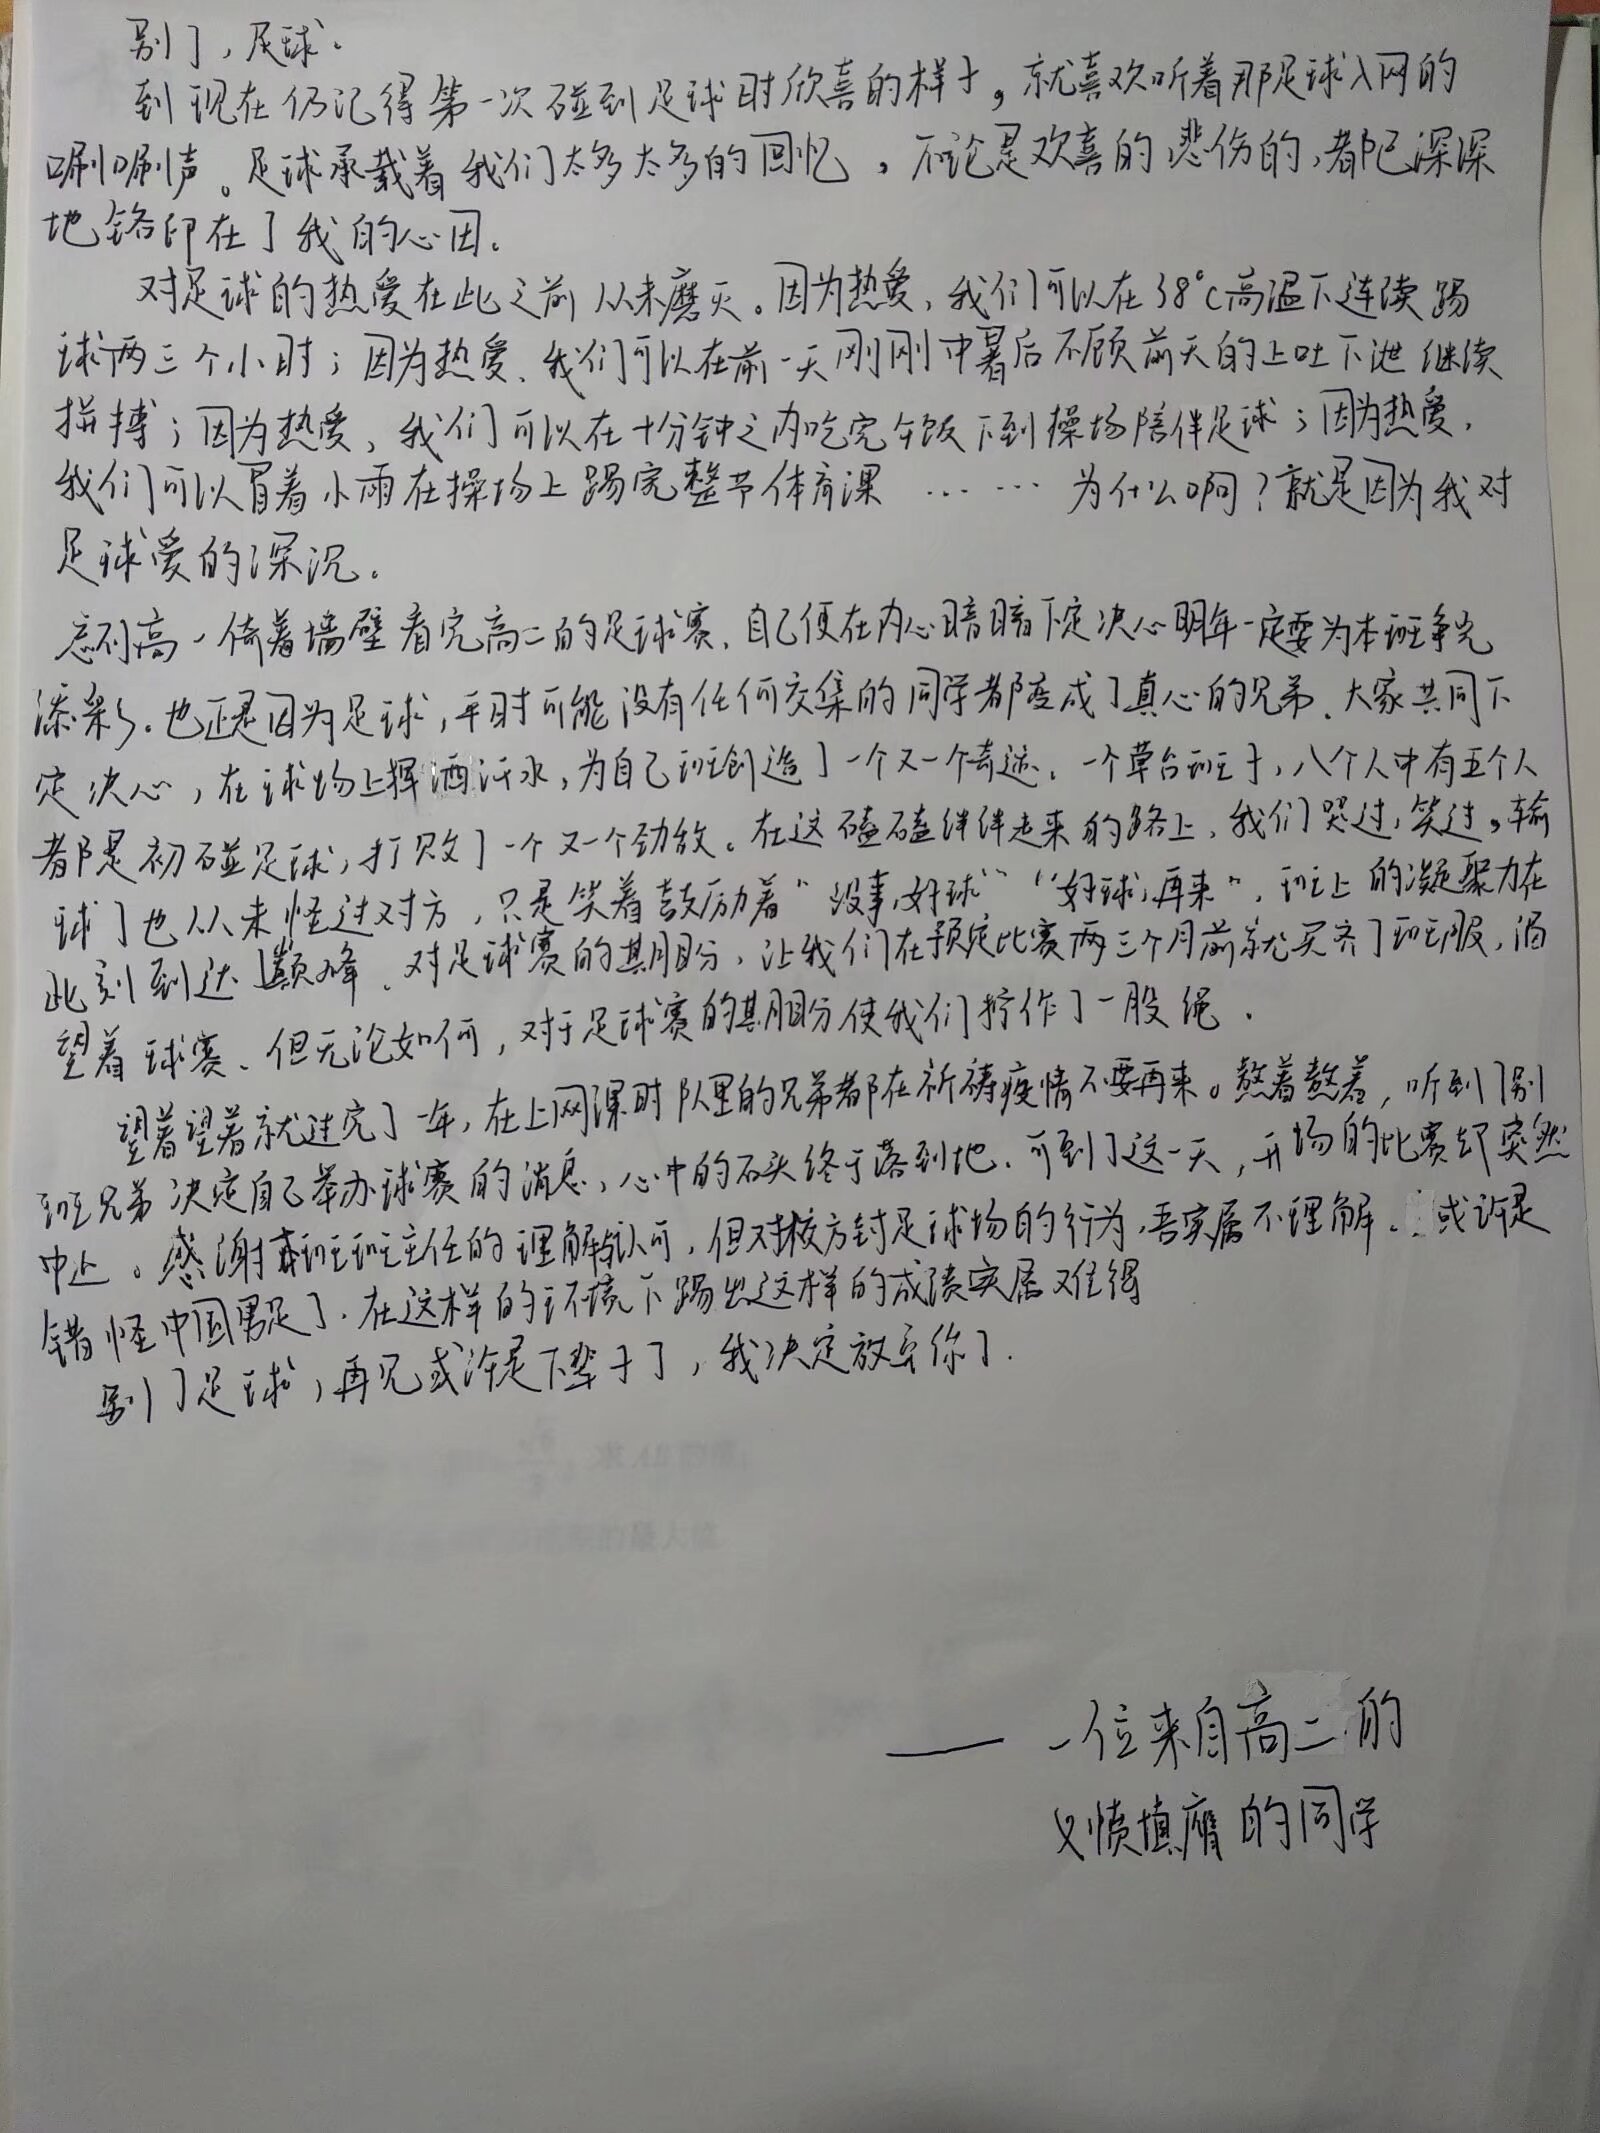 别了，足球。
到现在仍记得第一次碰到足球时欣喜的样子，就喜欢听着那足球入网的
唰唰声。足球承载着我们太多太多的回忆，不论是欢喜的悲伤的，都已深深
地铭印在了我的心田。
对足球的热爱在此之前从未磨灭。因为热爱，我们可以在38°C高温下连续踢
球两三个小时；因为热爱，我们可以在前一天刚刚中暑后不顾前天的上吐下泄继续
拼搏；因为热爱，我们可以在十分钟之内吃完午饭下到操场陪伴足球；因为热爱，
我们可以冒着小雨在操场上踢完整节体育课……为什么啊？就是因为我对
足球爱的深沉。
高一倚着墙壁看完高二的足球赛，自己便在内心暗暗下定决心明年一定要为本班争光
添彩。也正是因为足球，平时可能没有任何交集的同学都变成了真心的兄弟，大家共同下
定决心，在球场上挥洒汗水，为自己班创造了一个又一个奇迹。一个草台班子，八个人中有五个人
都是初碰足球，打败了一个又一个劲敌。在这磕磕绊绊走来的路上，我们哭过，笑过，输
球了也从未怪过对方，只是笑着鼓励着“没事，好球”“好球，再来”，班上的凝聚力在
此刻到达巅峰，对足球赛的期盼，让我们在预定比赛两三个月前就买齐了班服，渴
望着球赛、但无论如何，对于足球赛的期盼使我们拧作了一股绳。
望着望着就过完了一年，在上网课时队里的兄弟都在祈祷疫情不要再来。熬着熬着，听到了别
班兄弟决定自己举办球赛的消息，心中的石头终于落到地。可到了这一天，开场的比赛却突然
中止。感谢本班班主任的理解与认可，但对校方封足球场的行为，吾实属不理解。或许是
错怪中国男足了，在这样的环境下踢出这样的成绩实属难得
别了足球，再见或许是下辈子了，我决定放弃你了.
—— 一位来自高二的
义愤填膺的同学